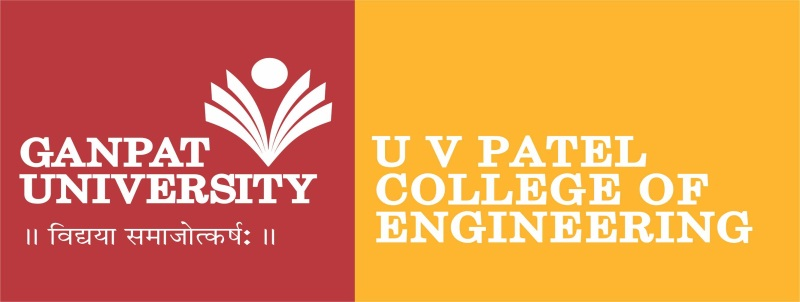 GANPAT
UNIVERSITY
॥ विद्यया समाजोत्कर्षः ॥
U V PATEL
COLLEGE OF
ENGINEERING